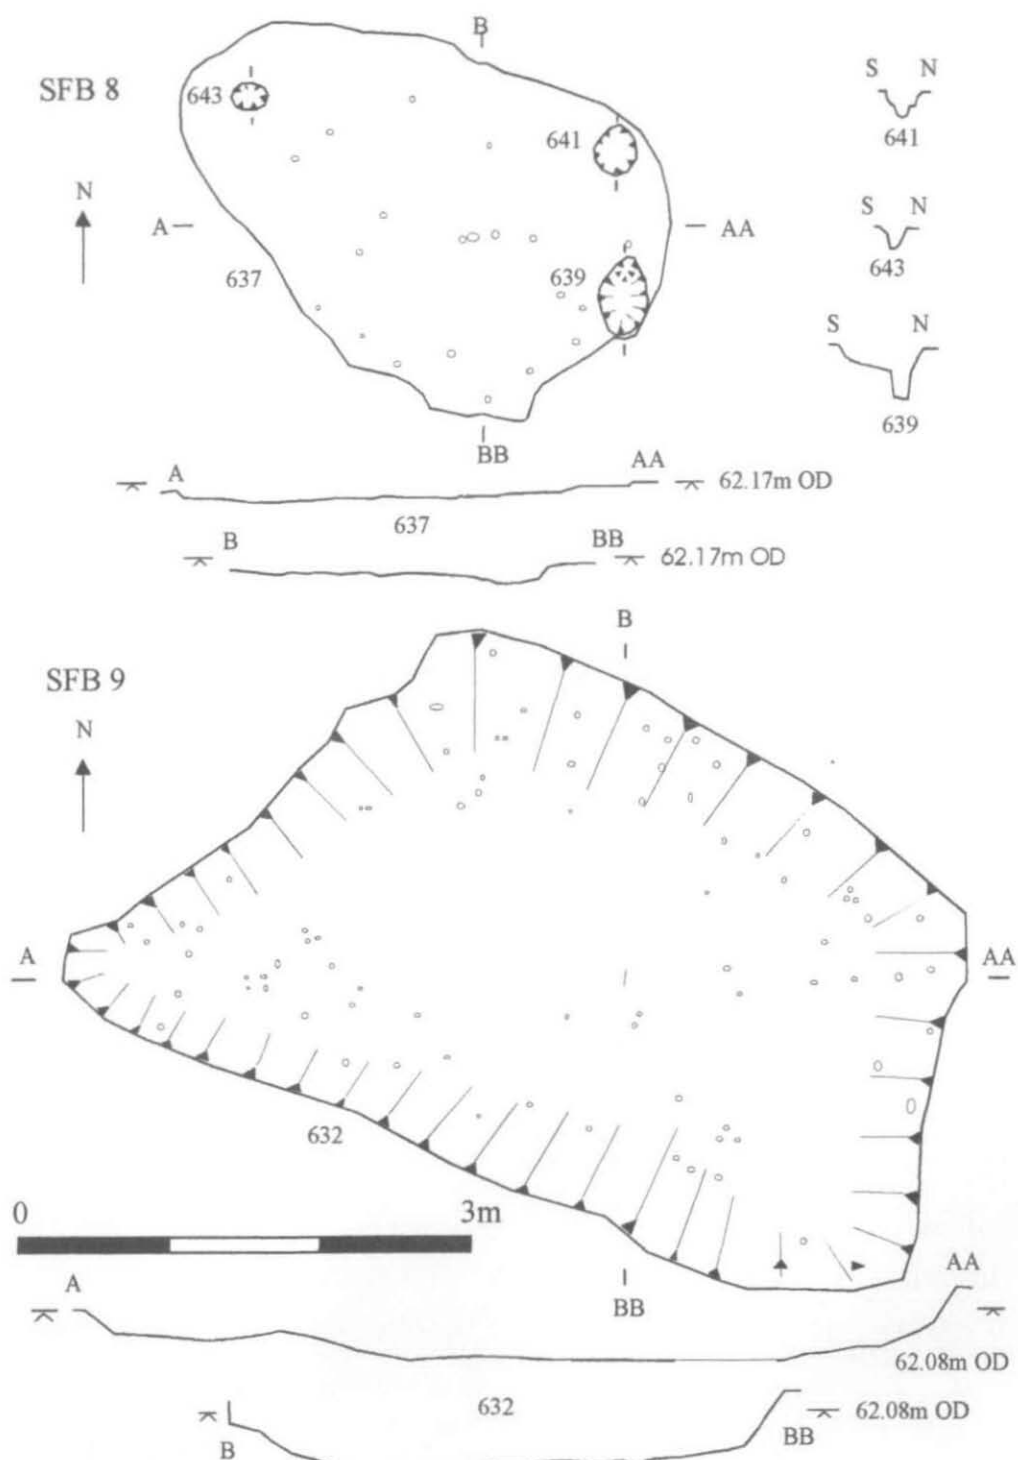 B
SFB 8
S N
643
641
641
N
S N
A
AA
643
637
639
S N
639
BB
A
AA
62.17m OD
637
B
BB
62.17m OD
B
SFB 9
N
A
AA
632
0 3m
A
AA
BB
62.08m OD
632
62.08m OD
B
BB